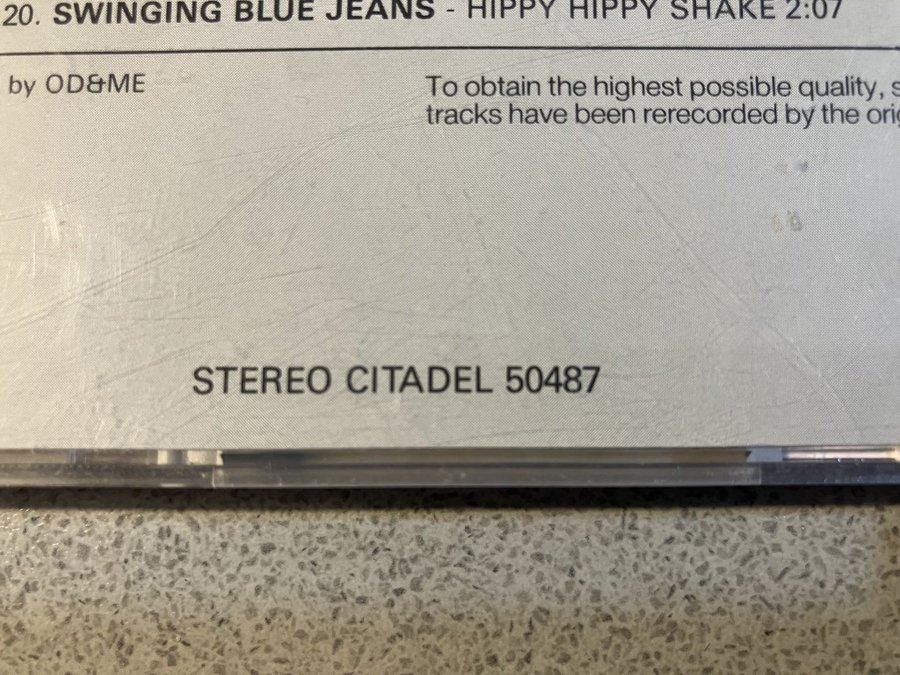 20. SWINGING BLUE JEANS - HIPPY HIPPY SHAKE 2:07
by OD&ME
To obtain the highest possible quality,
tracks have been rerecorded by the
STEREO CITADEL 50487